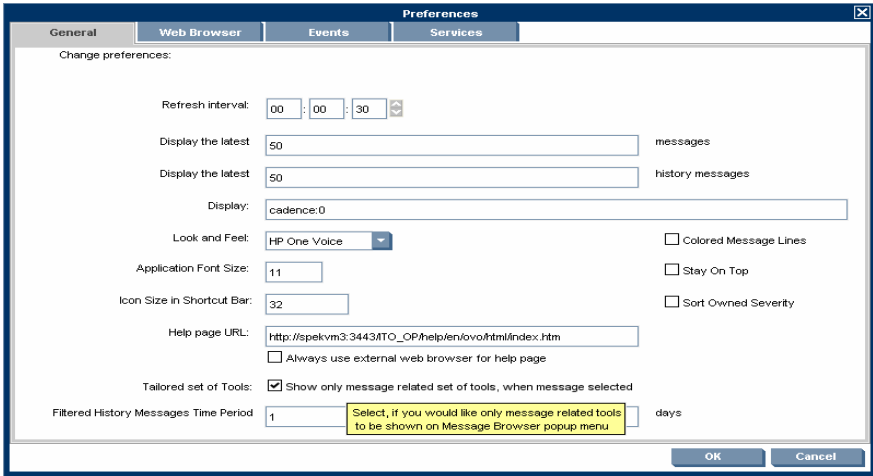 Preferences
General Web Browser Events Services
Change preferences:
Refresh interval: 00 : 00 : 30
Display the latest 50 messages
Display the latest 50 history messages
Display: cadence:0
Look and Feel: HP One Voice Colored Message Lines
Application Font Size: 11 Stay On Top
Icon Size in Shortcut Bar: 32 Sort Owned Severity
Help page URL: http://spekvm3:3443/ITO_OP/help/en/ovo/html/index.htm
Always use external web browser for help page
Tailored set of Tools: Show only message related set of tools, when message selected
Filtered History Messages Time Period 1 days
Select, if you would like only message related tools
to be shown on Message Browser popup menu
OK Cancel